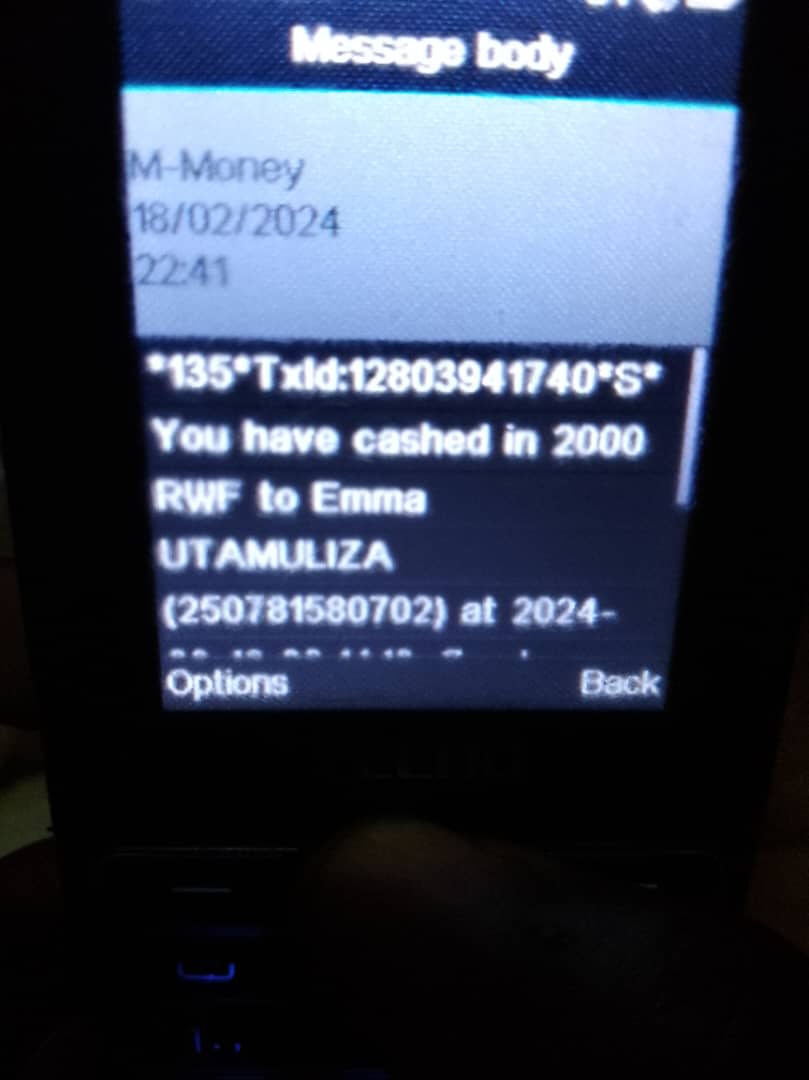 Message body
M-Money
18/02/2024
22:41
*135*TxId:12803941740*S*
You have cashed in 2000
RWF to Emma
UTAMULIZA
(250781580702) at 2024-
Options
Back